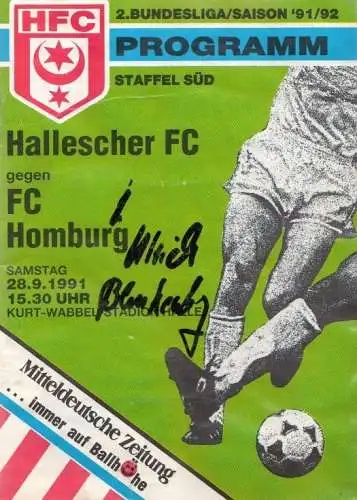 HFC
2. BUNDESLIGA/SAISON '91/92
PROGRAMM
STAFFEL SÜD
Hallescher FC
gegen
FC
Homburg
SAMSTAG
28.9.1991
15.30 UHR
KURT-WABBEL-STADION HALLE
Mitteldeutsche Zeitung
... immer auf Ballhöhe